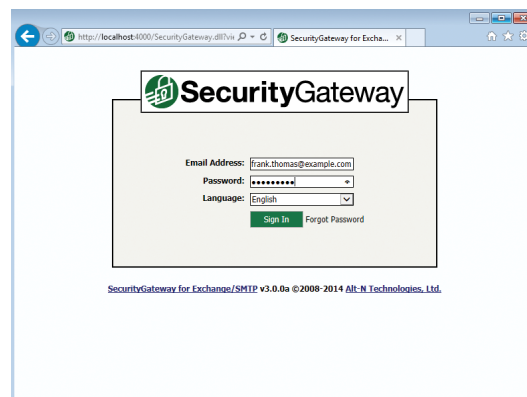 http://localhost:4000/SecurityGateway.dll?vie
SecurityGateway for Excha...
SecurityGateway
Email Address: frank.thomas@example.com
Password: •••••••••
Language: English
Sign In Forgot Password
SecurityGateway for Exchange/SMTP v3.0.0a ©2008-2014 Alt-N Technologies, Ltd.